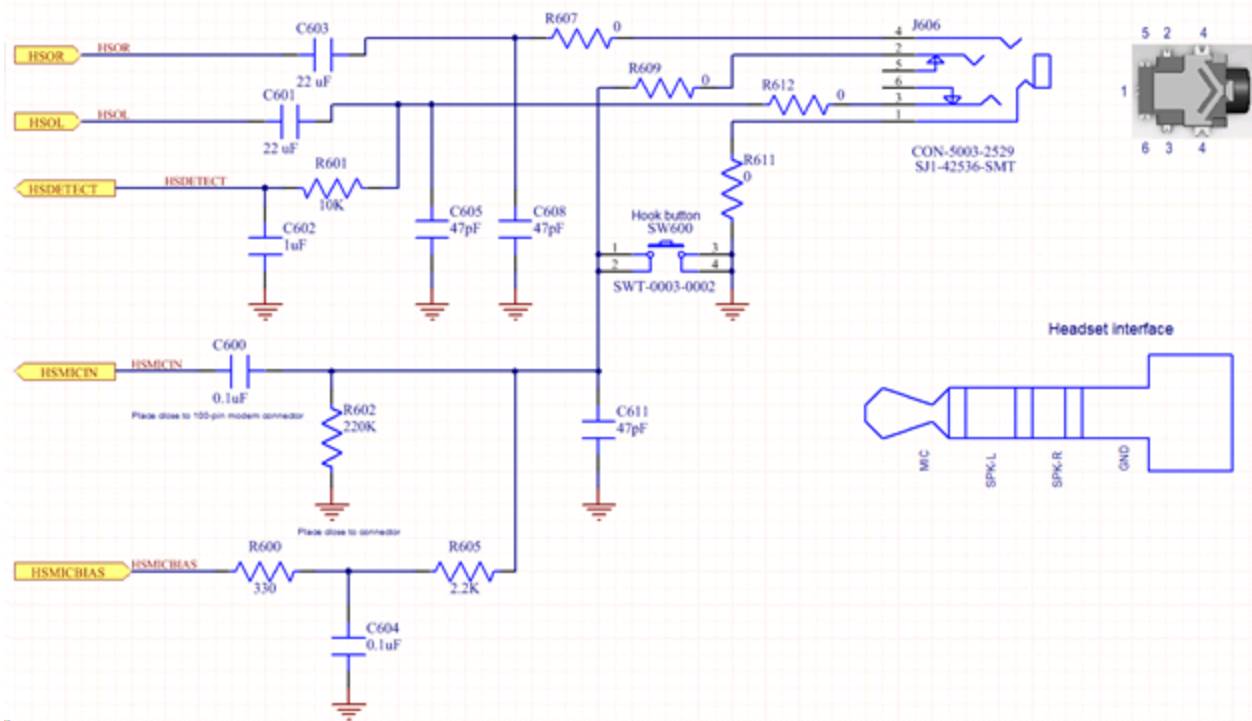 C603
R607
0
J606
4
5 2 4
HSOR
HSOR
22 uF
2
R609
0
5
R612
0
6
C601
1
HSOL
HSOL
3
22 uF
1
6 3 4
R601
R611
0
CON-5003-2529
SJ1-42536-SMT
HSDETECT
HSDETECT
10K
C602
1uF
C605
47pF
C608
47pF
Hook button
SW600
1
3
2
4
SWT-0003-0002
Headset interface
C600
HSMICIN
HSMICIN
0.1uF
Place close to 100-pin modem connector
R602
220K
C611
47pF
MIC
SPK-L
SPK-R
GND
Place close to connector
R600
R605
HSMICBIAS
HSMICBIAS
330
2.2K
C604
0.1uF